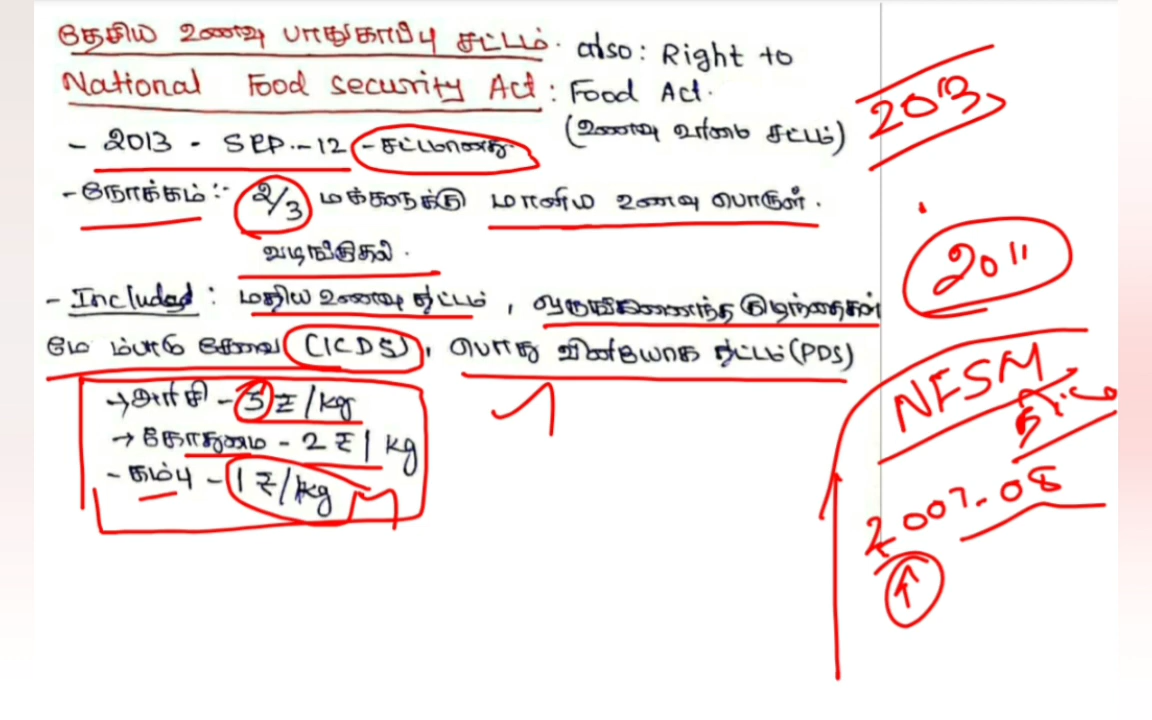 தேசிய உணவு பாதுகாப்பு சட்டம். also: Right to
National Food security Act: Food Act.
(உணவு உரிமை சட்டம்)
- 2013 - SEP.-12 - சட்டமானது.
- நோக்கம்:- 2/3 மக்களுக்கு மானிய உணவு பொருள்.
வழங்குதல்.
- Included: மதிய உணவு திட்டம், ஒருங்கிணைந்த குழந்தைகள்
மேம்பாடு சேவை (ICDS), பொது விநியோக திட்டம் (PDS)
→ அரிசி - 3 ₹/kg
→ கோதுமை - 2 ₹/kg
- கம்பு - 1 ₹/kg
2013
2011
NFSM
2007-08